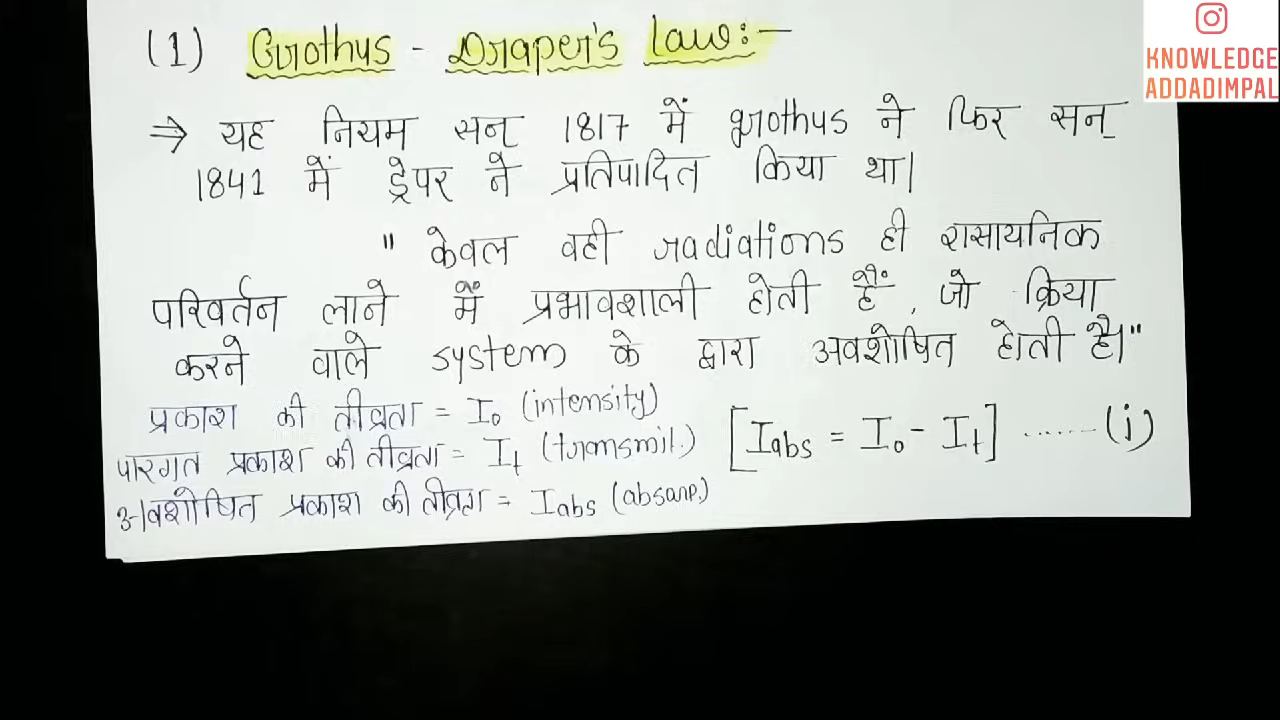 (1) Grothus - Draper's Law:-
KNOWLEDGE
ADDADIMPAL
⇒ यह नियम सन् 1817 में grothus ने फिर सन्
1841 में ड्रेपर ने प्रतिपादित किया था।
" केवल वही radiations ही रासायनिक
परिवर्तन लाने में प्रभावशाली होती हैं, जो क्रिया
करने वाले system के द्वारा अवशोषित होती है।"
प्रकाश की तीव्रता = I₀ (intensity)
पारगत प्रकाश की तीव्रता = Iₜ (transmit.)
[Iabs = I₀ - Iₜ] ...... (i)
अवशोषित प्रकाश की तीव्रता = Iabs (absorp.)